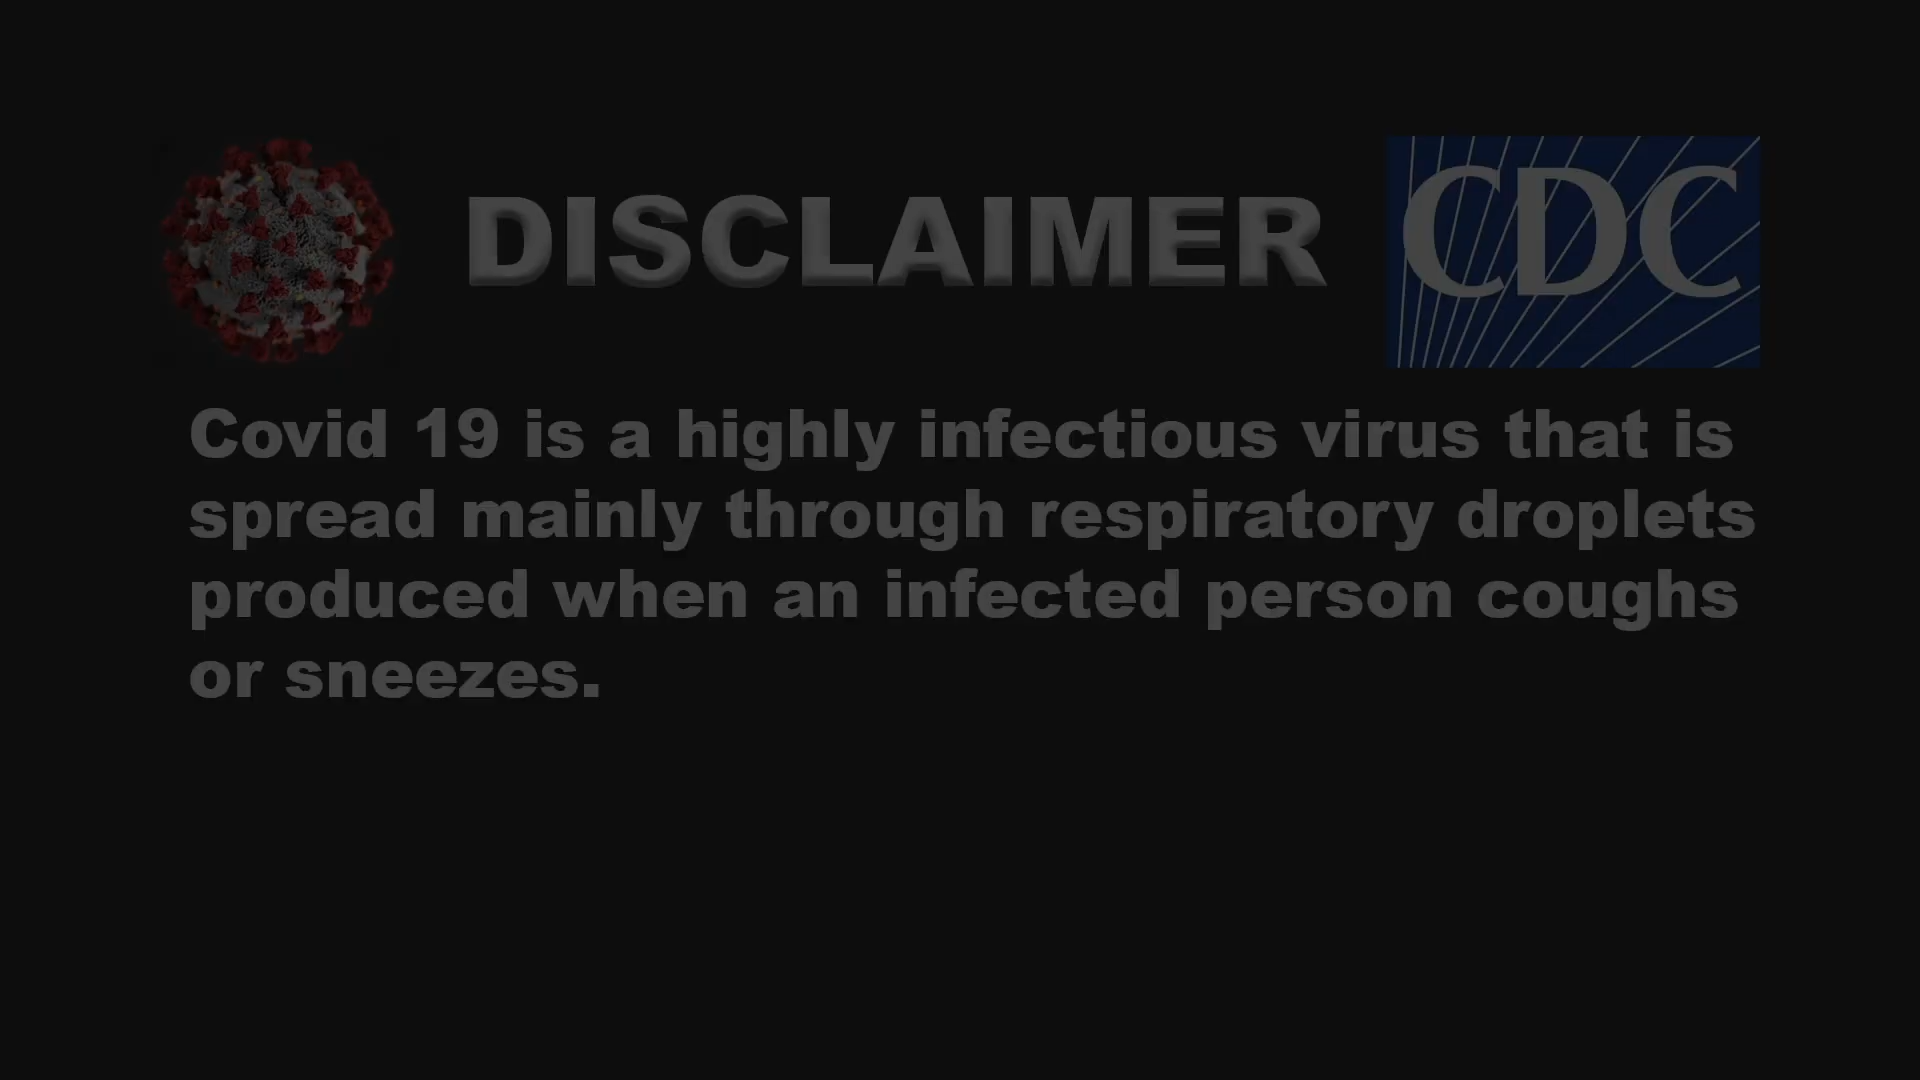 DISCLAIMER
CDC
Covid 19 is a highly infectious virus that is
spread mainly through respiratory droplets
produced when an infected person coughs
or sneezes.